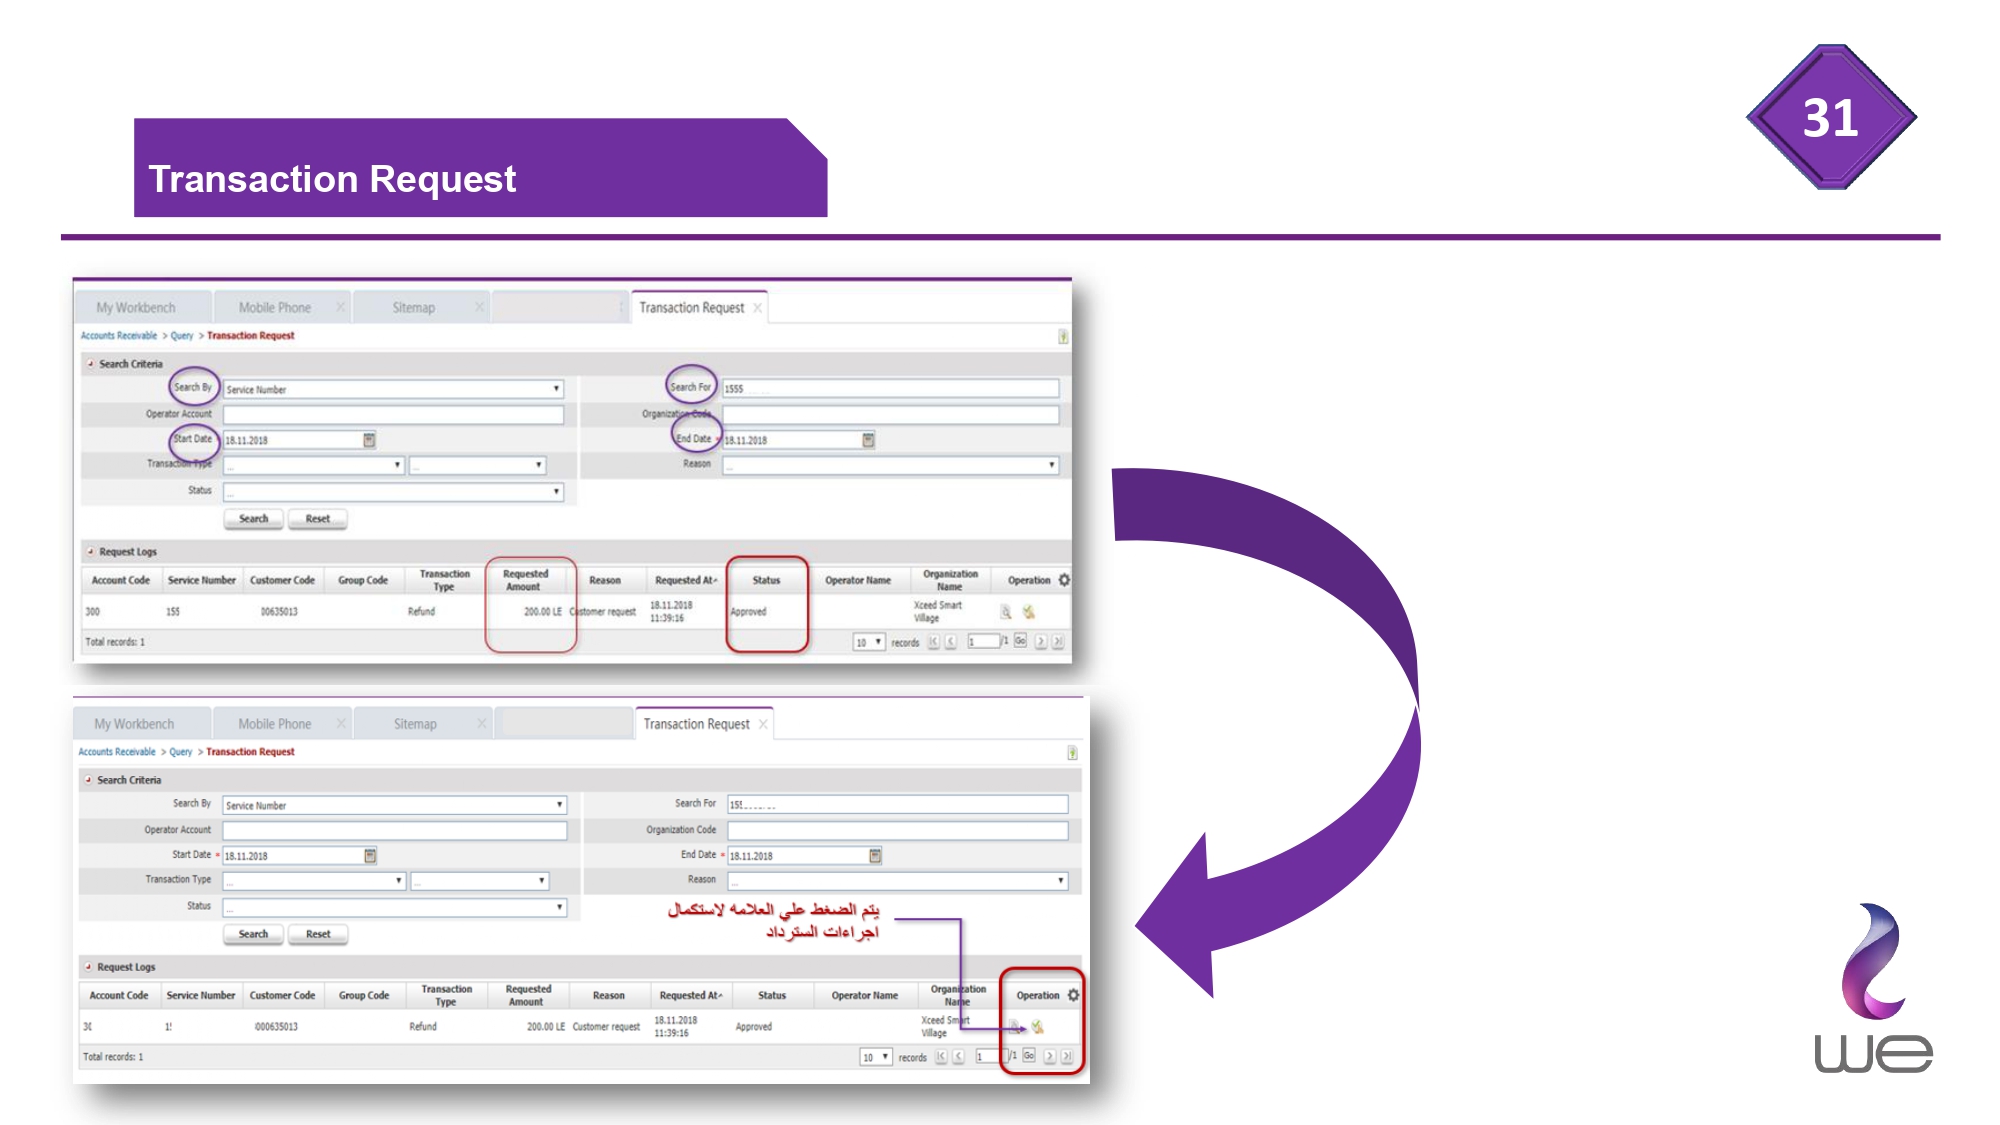 31
Transaction Request
My Workbench Mobile Phone Sitemap Transaction Request
Accounts Receivable > Query > Transaction Request
Search Criteria
Search By Service Number Search For 1555
Operator Account Organization Code
Start Date 18.11.2018 End Date 18.11.2018
Transaction Type ... ... Reason ...
Status ...
Search Reset
Request Logs
Account Code Service Number Customer Code Group Code Transaction Type Requested Amount Reason Requested At Status Operator Name Organization Name Operation
300 155 00635013 Refund 200.00 LE Customer request 18.11.2018 11:39:16 Approved Xceed Smart Village
Total records: 1 10 records 1 /1 Go
My Workbench Mobile Phone Sitemap Transaction Request
Accounts Receivable > Query > Transaction Request
Search Criteria
Search By Service Number Search For 155
Operator Account Organization Code
Start Date * 18.11.2018 End Date * 18.11.2018
Transaction Type ... ... Reason ...
Status ...
يتم الضغط علي العلامه لاستكمال
اجراءات السترداد
Search Reset
Request Logs
Account Code Service Number Customer Code Group Code Transaction Type Requested Amount Reason Requested At Status Operator Name Organization Name Operation
000635013 Refund 200.00 LE Customer request 18.11.2018 11:39:16 Approved Xceed Smart Village
Total records: 1 10 records 1 /1 Go
we